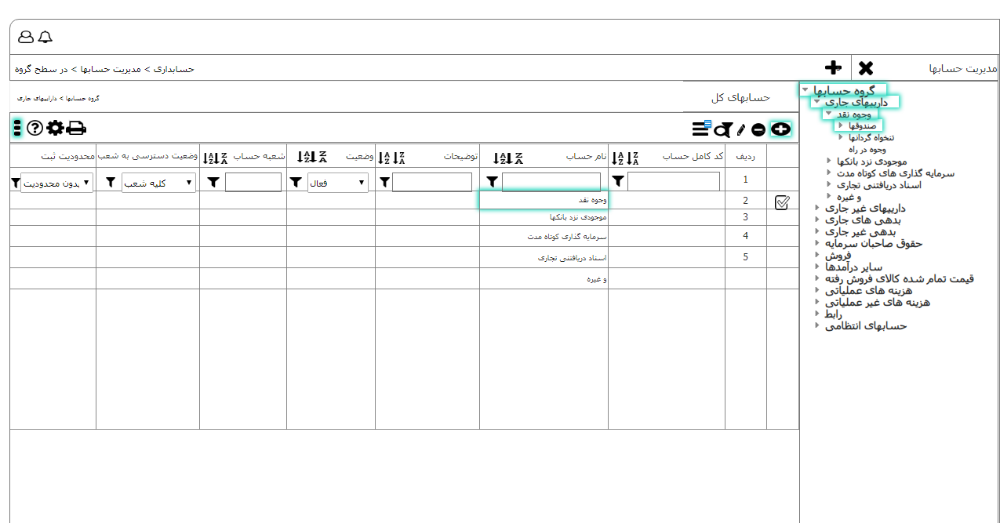 مدیریت حسابها
حسابداری > مدیریت حسابها > در سطح گروه
گروه حسابها
داریبهای جاری
وجوه نقد
صندوقها
تنخواه گردانها
وجوه در راه
موجودی نزد بانکها
سرمایه گذاری های کوتاه مدت
اسناد دریافتنی تجاری
و غیره
داریبهای غیر جاری
بدهی های جاری
بدهی غیر جاری
حقوق صاحبان سرمایه
فروش
سایر درآمدها
قیمت تمام شده کالای فروش رفته
هزینه های عملیاتی
هزینه های غیر عملیاتی
رابط
حسابهای انتظامی
حسابهای کل
گروه حسابها > داراییهای جاری
ردیف کد کامل حساب نام حساب توضیحات وضعیت شعبه حساب وضعیت دسترسی به شعب محدودیت ثبت
1 فعال کلیه شعب بدون محدودیت
2 وجوه نقد
3 موجودی نزد بانکها
4 سرمایه گذاری کوتاه مدت
5 اسناد دریافتنی تجاری
و غیره